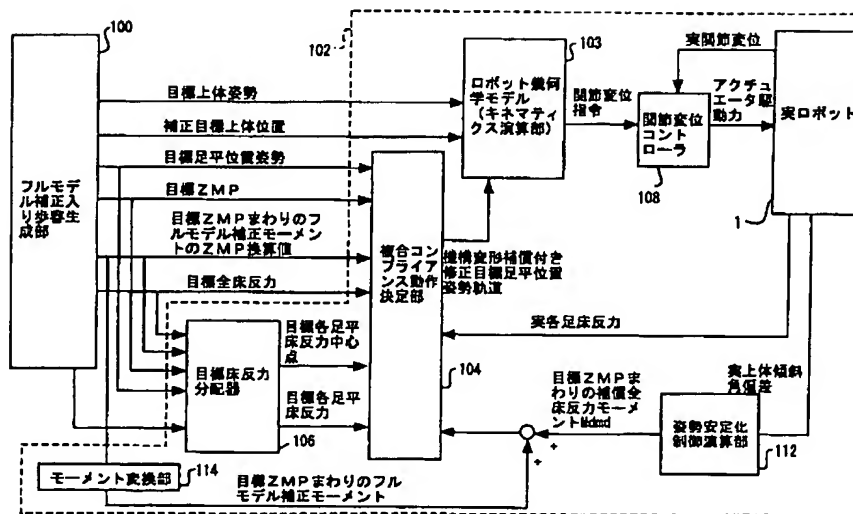 100
102
103
実関節変位
目標上体姿勢
補正目標上体位置
目標足平位置姿勢
目標ZMP
目標ZMPまわりのフ
ルモデル補正モーメン
トのZMP換算値
目標全床反力
フルモデ
ル補正入
り歩容生
成部
ロボット幾何
学モデル
(キネマティ
クス演算部)
関節変位
指令
関節変位
コント
ローラ
108
アクチュ
エータ駆
動力
実ロボット
1
複合コン
プライア
ンス動作
決定部
104
機構変形補償付き
修正目標足平位置
姿勢軌道
実各足床反力
目標床反力
分配器
106
目標各足平
床反力中心
点
目標各足平
床反力
目標ZMPま
わりの補償全
床反力モーメ
ントMdmd
実上体傾斜
角偏差
姿勢安定化
制御演算部
112
+
+
モーメント変換部
114
目標ZMPまわりのフル
モデル補正モーメント